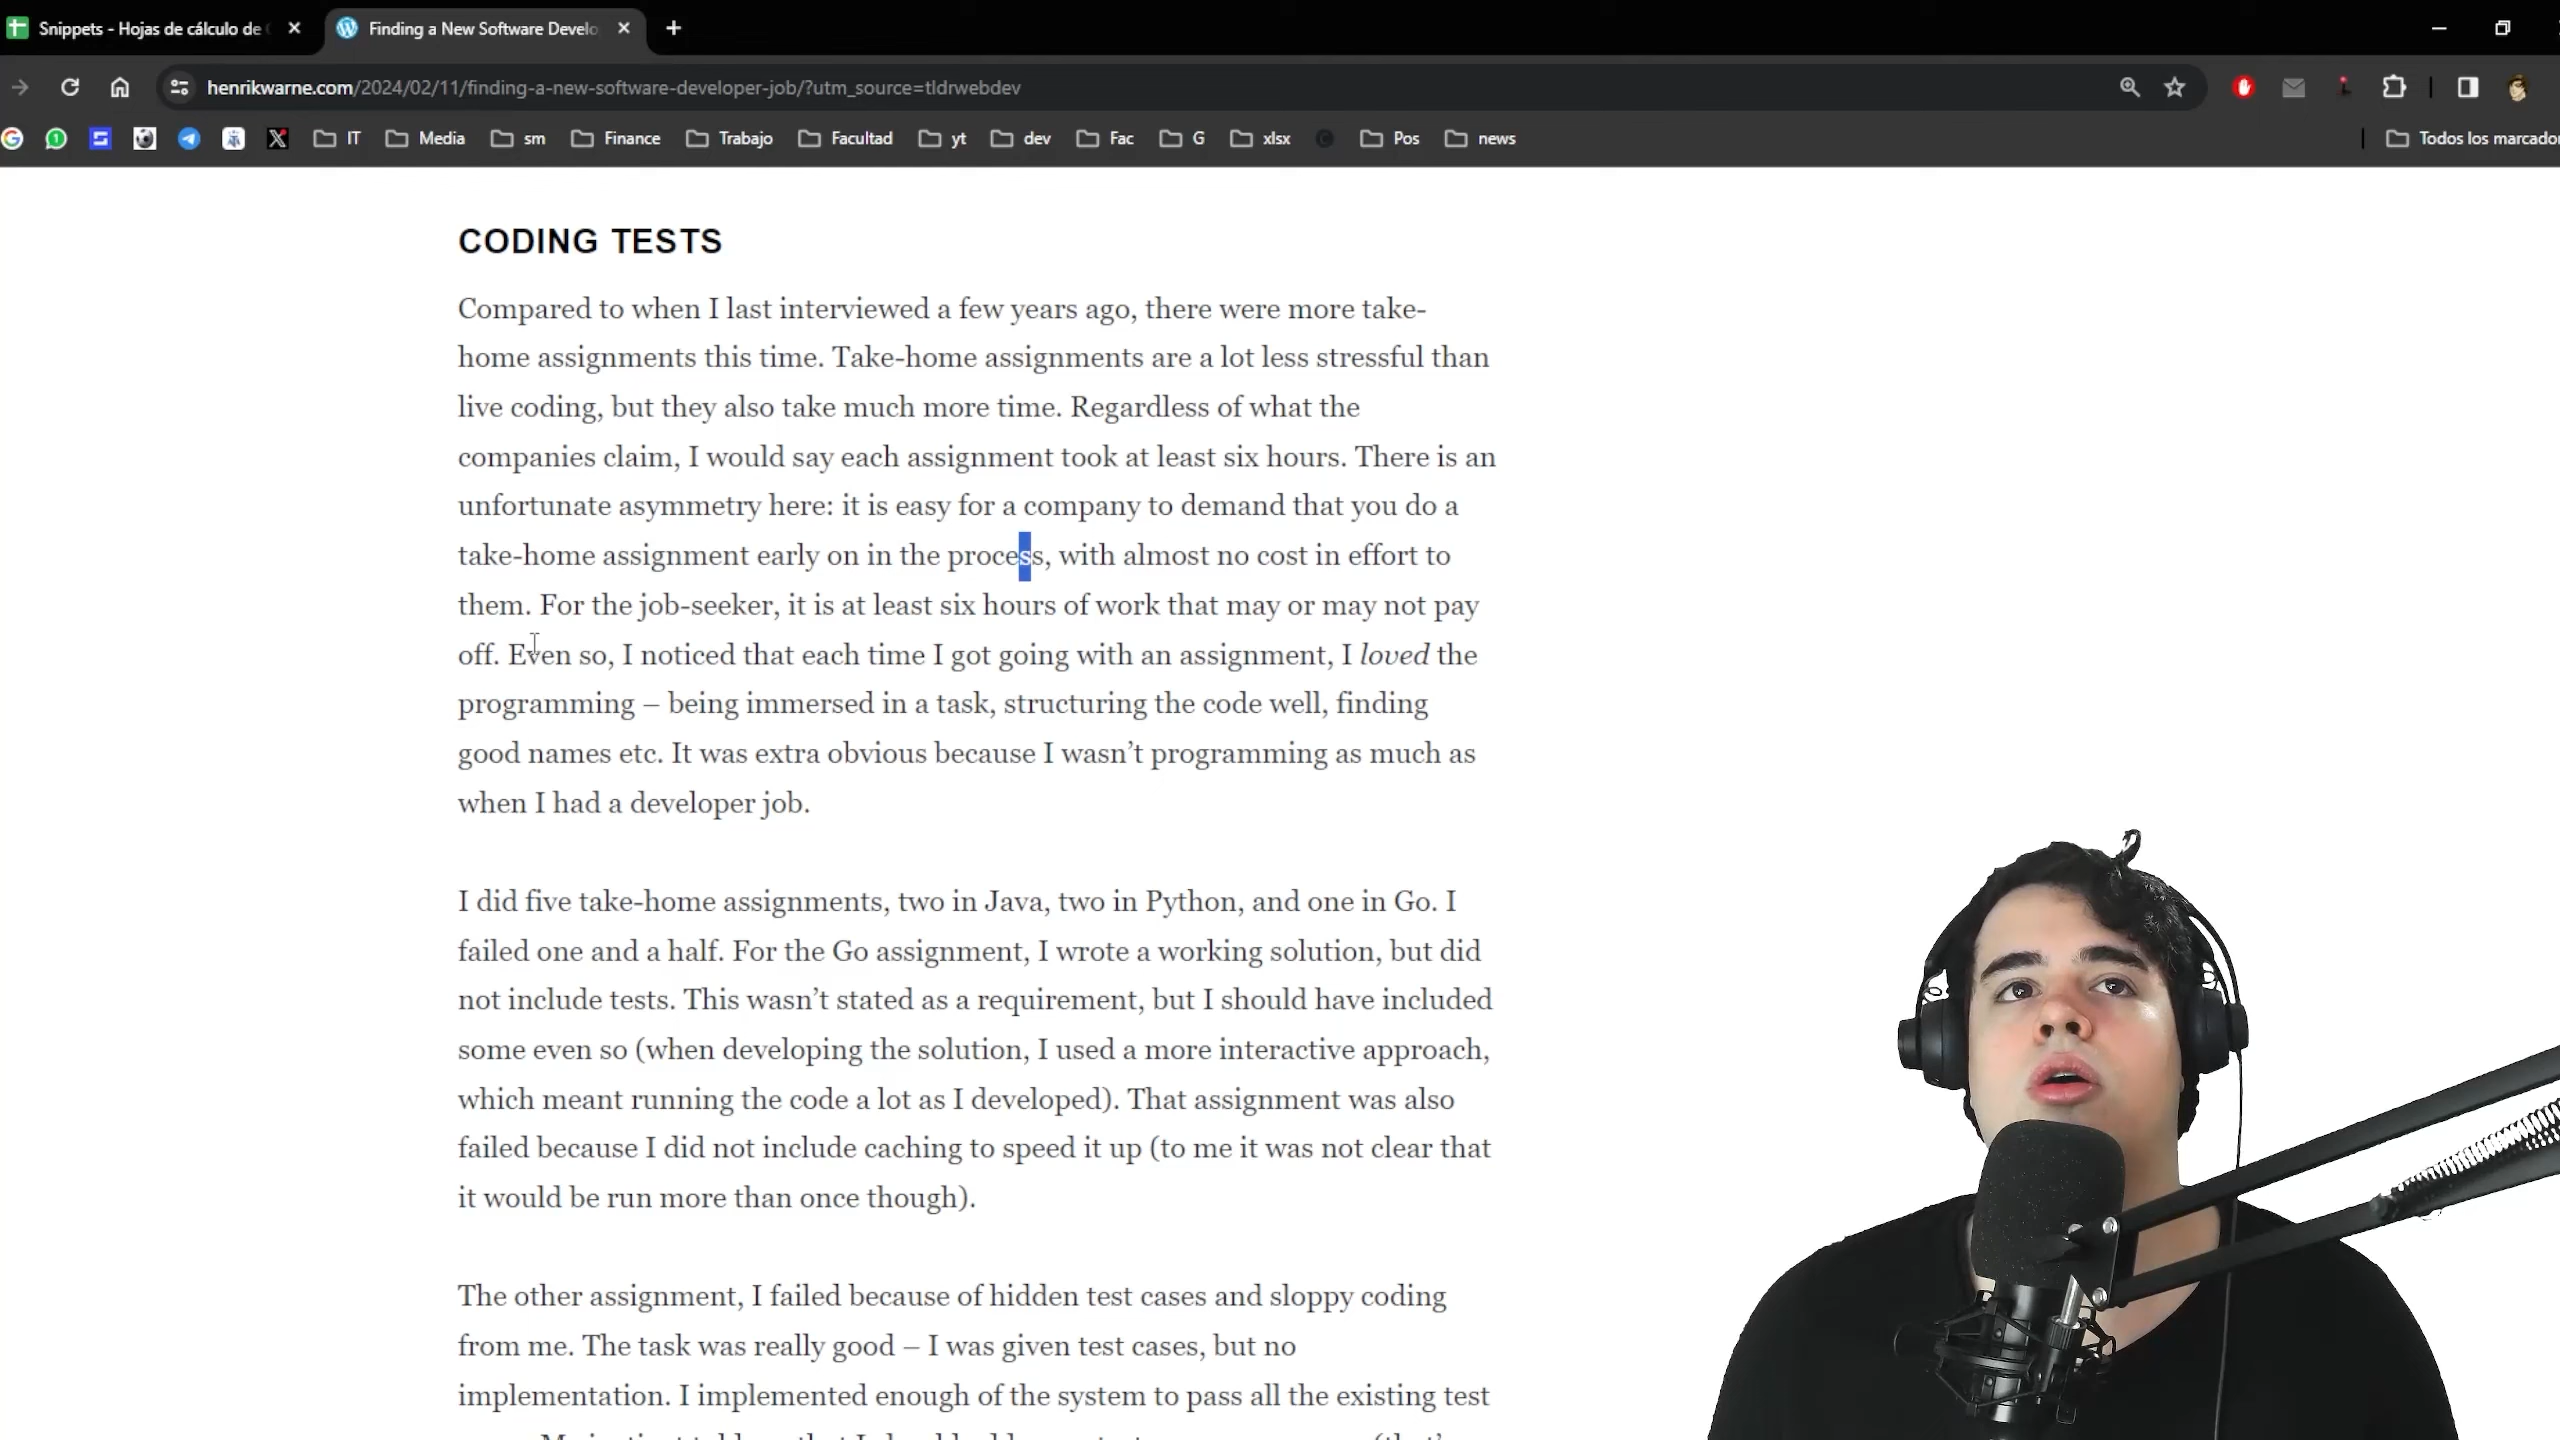 Snippets - Hojas de cálculo de
Finding a New Software Develo
henrikwarne.com/2024/02/11/finding-a-new-software-developer-job/?utm_source=tldrwebdev
IT Media sm Finance Trabajo Facultad yt dev Fac G xlsx Pos news Todos los marcado
CODING TESTS
Compared to when I last interviewed a few years ago, there were more take-
home assignments this time. Take-home assignments are a lot less stressful than
live coding, but they also take much more time. Regardless of what the
companies claim, I would say each assignment took at least six hours. There is an
unfortunate asymmetry here: it is easy for a company to demand that you do a
take-home assignment early on in the process, with almost no cost in effort to
them. For the job-seeker, it is at least six hours of work that may or may not pay
off. Even so, I noticed that each time I got going with an assignment, I loved the
programming – being immersed in a task, structuring the code well, finding
good names etc. It was extra obvious because I wasn’t programming as much as
when I had a developer job.
I did five take-home assignments, two in Java, two in Python, and one in Go. I
failed one and a half. For the Go assignment, I wrote a working solution, but did
not include tests. This wasn’t stated as a requirement, but I should have included
some even so (when developing the solution, I used a more interactive approach,
which meant running the code a lot as I developed). That assignment was also
failed because I did not include caching to speed it up (to me it was not clear that
it would be run more than once though).
The other assignment, I failed because of hidden test cases and sloppy coding
from me. The task was really good – I was given test cases, but no
implementation. I implemented enough of the system to pass all the existing test